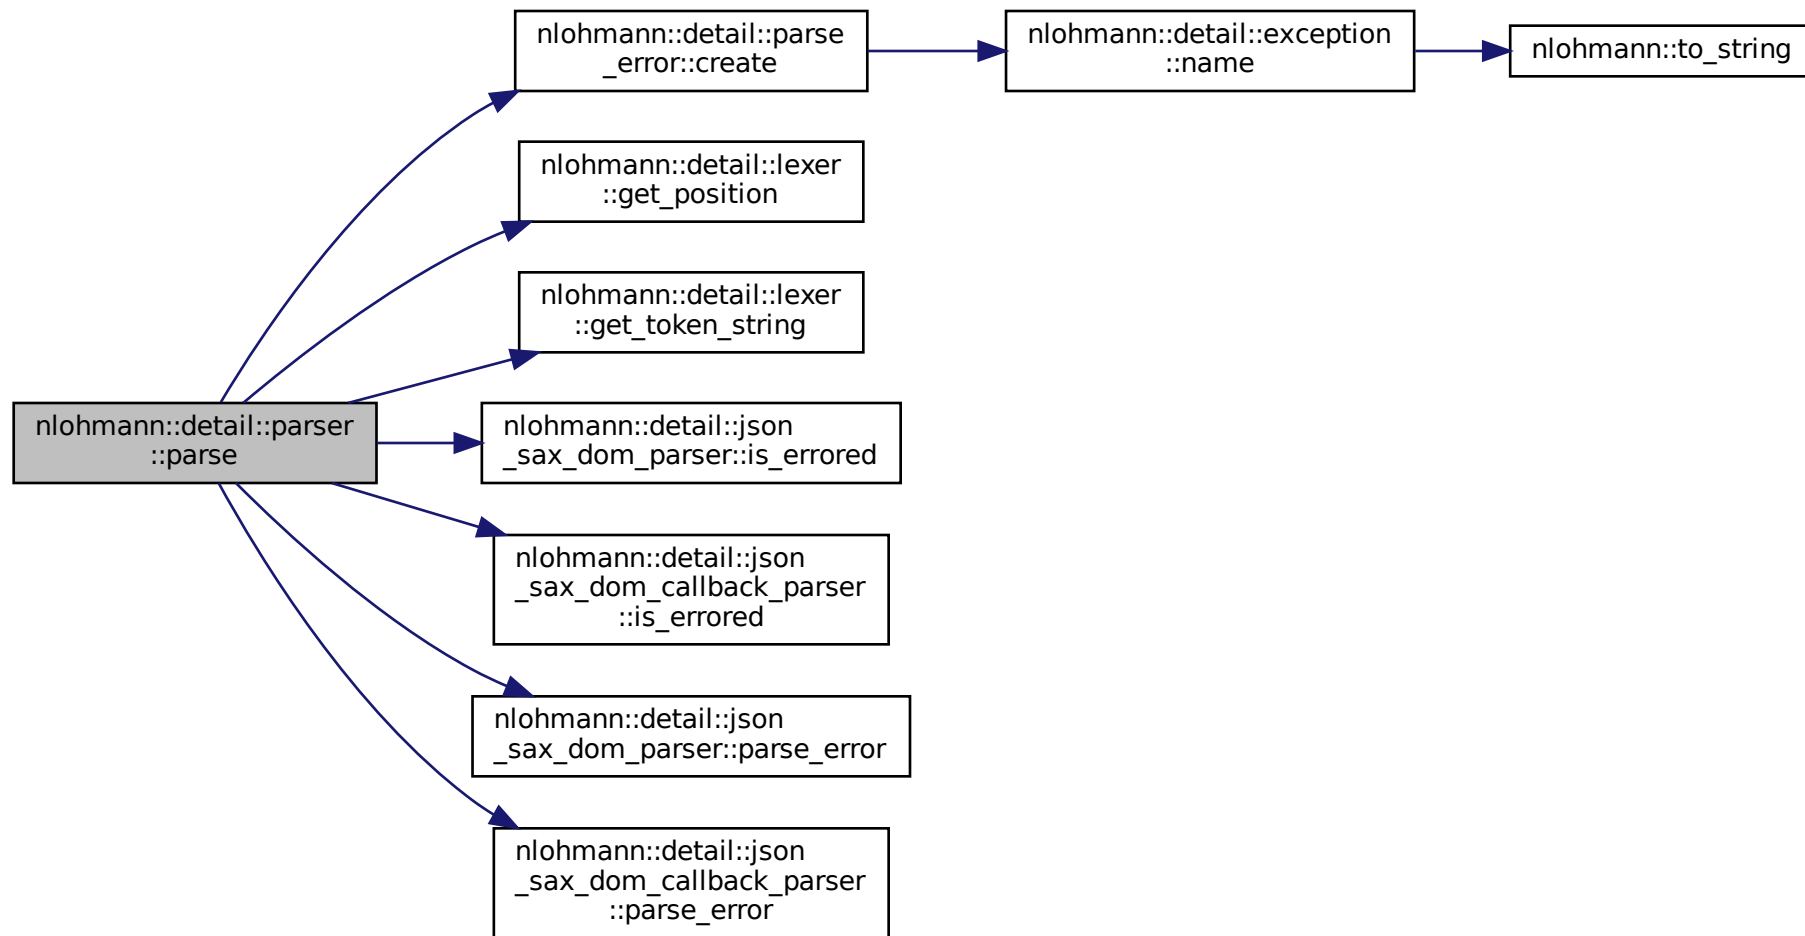 nlohmann::detail::parse
_error::create
nlohmann::detail::exception
::name
nlohmann::to_string
nlohmann::detail::lexer
::get_position
nlohmann::detail::lexer
::get_token_string
nlohmann::detail::parser
::parse
nlohmann::detail::json
_sax_dom_parser::is_errored
nlohmann::detail::json
_sax_dom_callback_parser
::is_errored
nlohmann::detail::json
_sax_dom_parser::parse_error
nlohmann::detail::json
_sax_dom_callback_parser
::parse_error